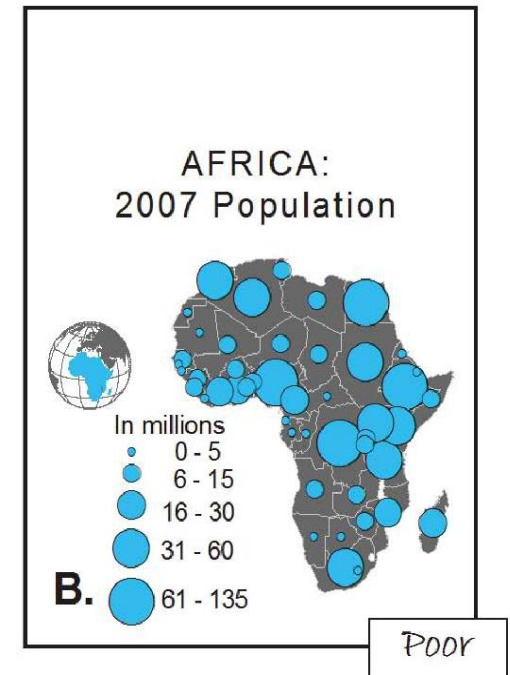 AFRICA:
2007 Population
In millions
0 - 5
6 - 15
16 - 30
31 - 60
61 - 135
B.
Poor